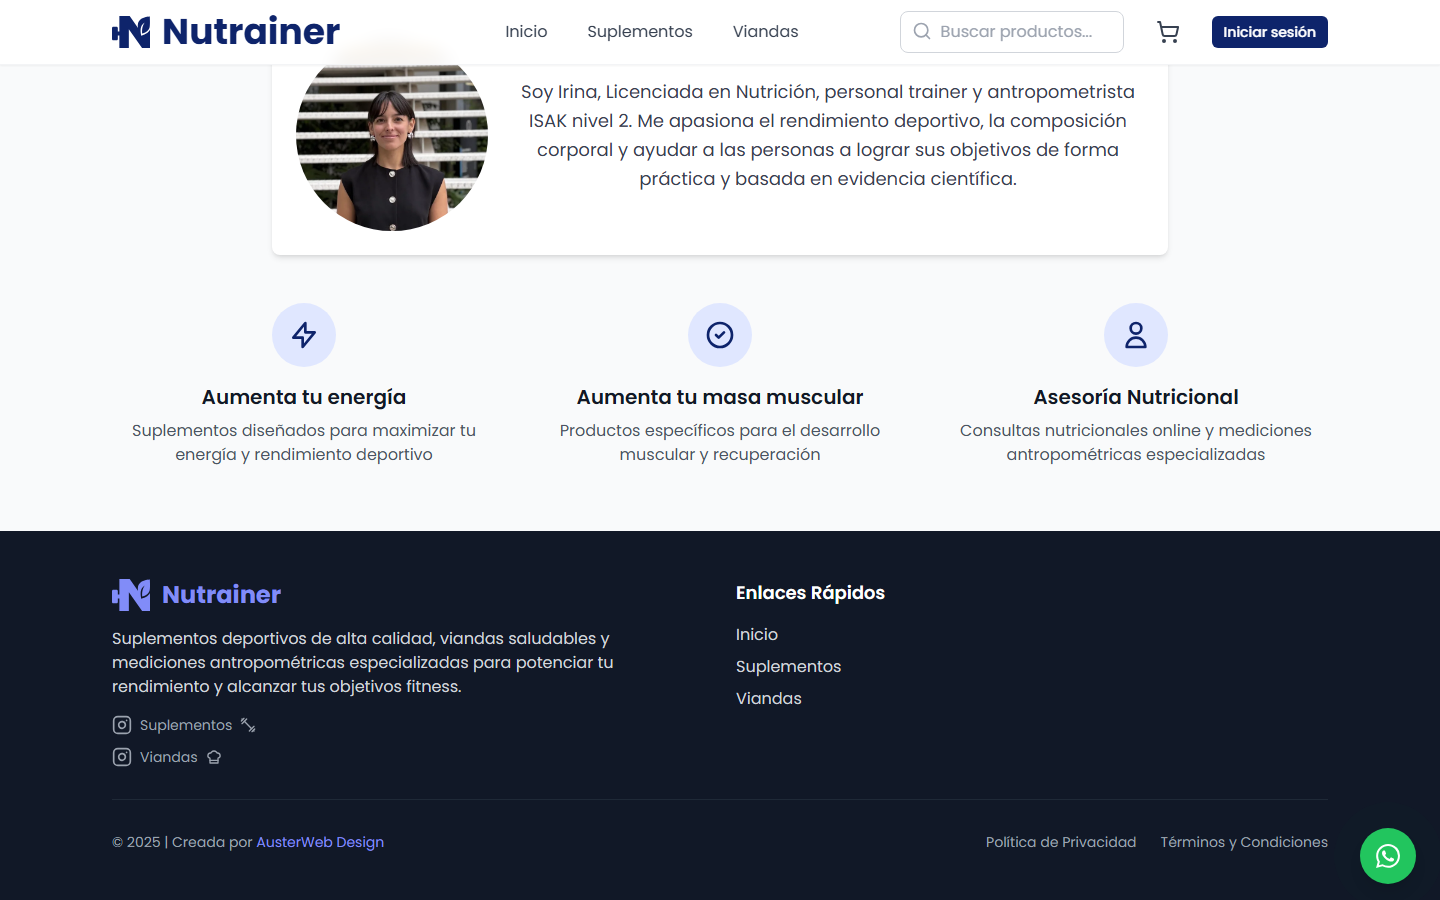 Nutrainer
Inicio
Suplementos
Viandas
Buscar productos...
Iniciar sesión
Soy Irina, Licenciada en Nutrición, personal trainer y antropometrista
ISAK nivel 2. Me apasiona el rendimiento deportivo, la composición
corporal y ayudar a las personas a lograr sus objetivos de forma
práctica y basada en evidencia científica.
Aumenta tu energía
Suplementos diseñados para maximizar tu
energía y rendimiento deportivo
Aumenta tu masa muscular
Productos específicos para el desarrollo
muscular y recuperación
Asesoría Nutricional
Consultas nutricionales online y mediciones
antropométricas especializadas
Nutrainer
Suplementos deportivos de alta calidad, viandas saludables y
mediciones antropométricas especializadas para potenciar tu
rendimiento y alcanzar tus objetivos fitness.
Suplementos
Viandas
Enlaces Rápidos
Inicio
Suplementos
Viandas
© 2025 | Creada por AusterWeb Design
Política de Privacidad
Términos y Condiciones